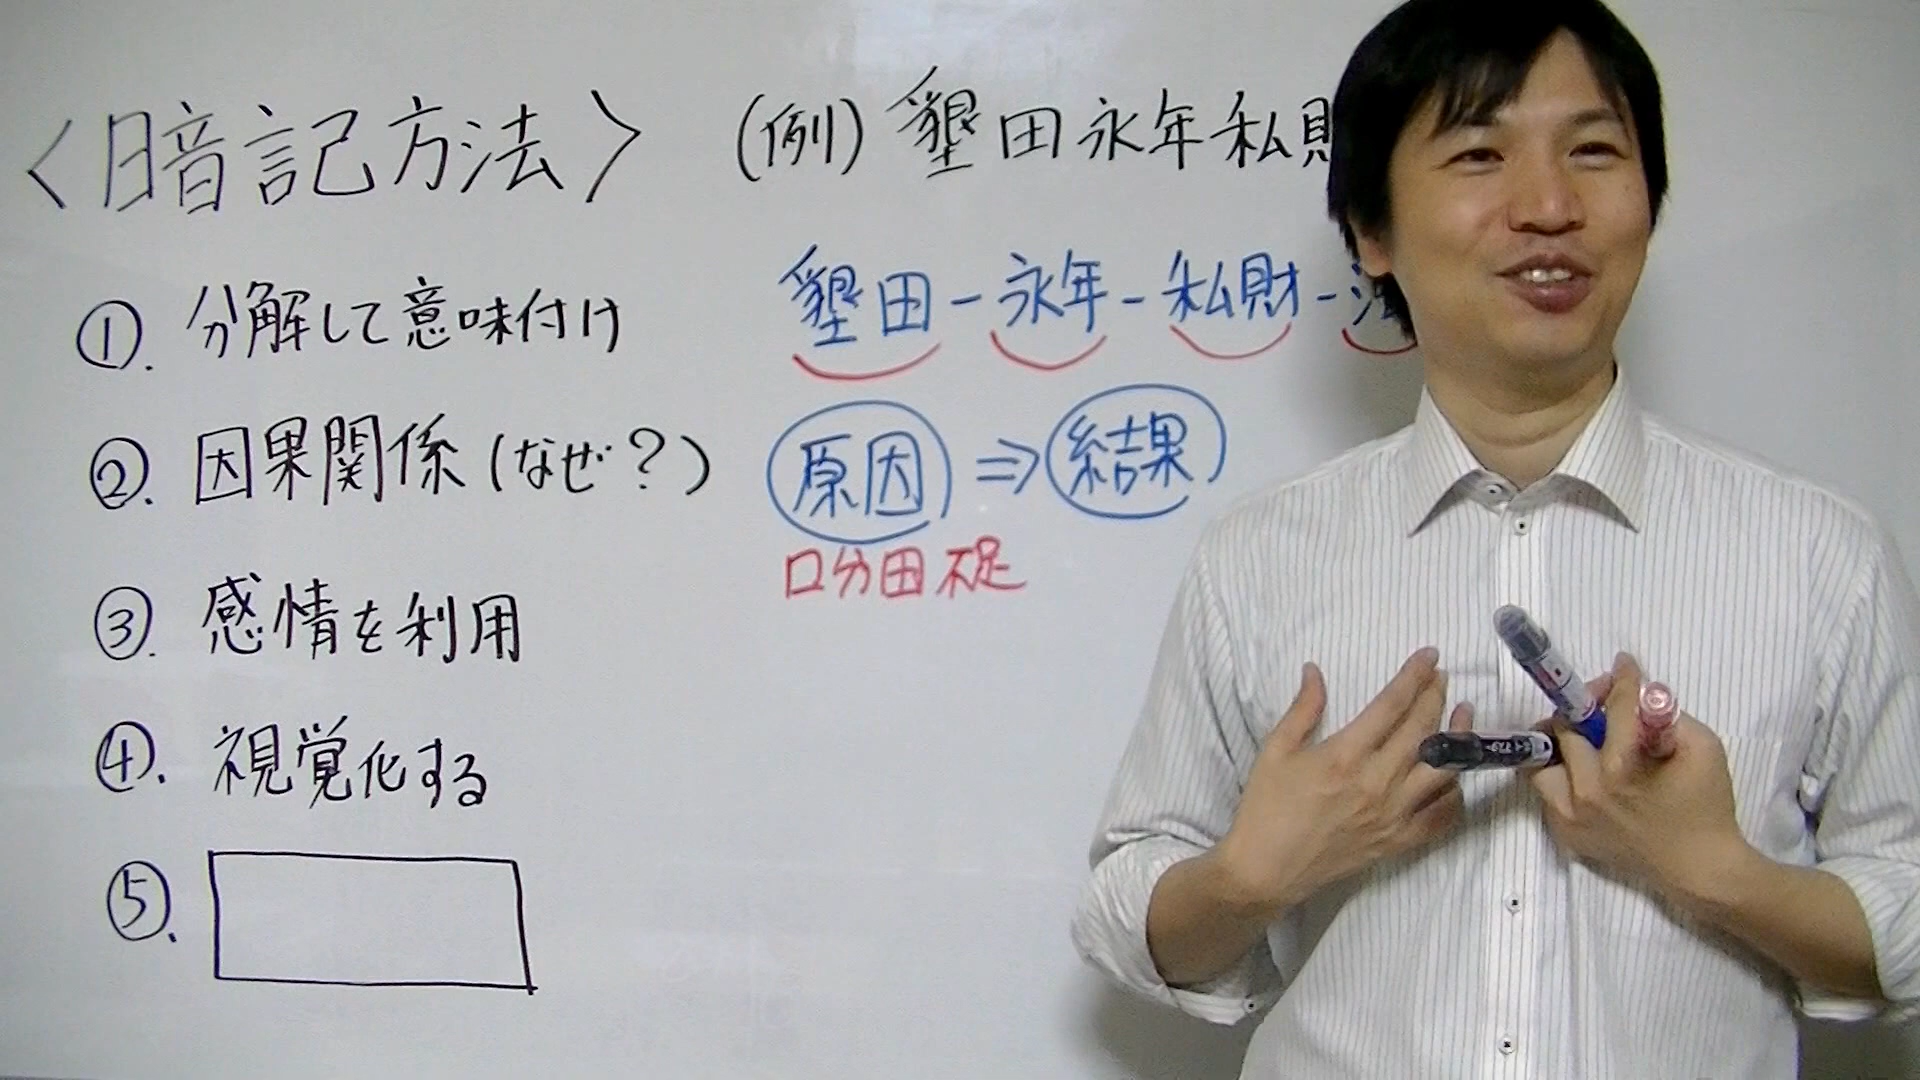 〈暗記方法〉
(例) 墾田永年私財
①. 分解して意味付け
墾田-永年-私財-法
②. 因果関係(なぜ?)
原因⇒結果
口分田不足
③. 感情を利用
④. 視覚化する
⑤.